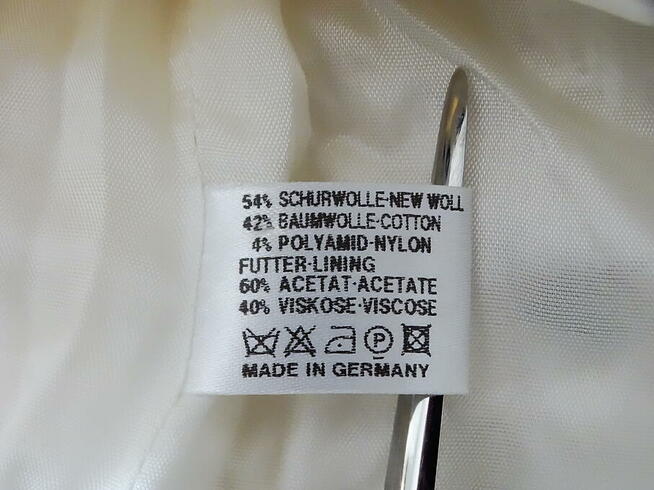 54% SCHURWOLLE·NEW WOLL
42% BAUMWOLLE·COTTON
4% POLYAMID·NYLON
FUTTER·LINING
60% ACETAT·ACETATE
40% VISKOSE·VISCOSE
P
MADE IN GERMANY